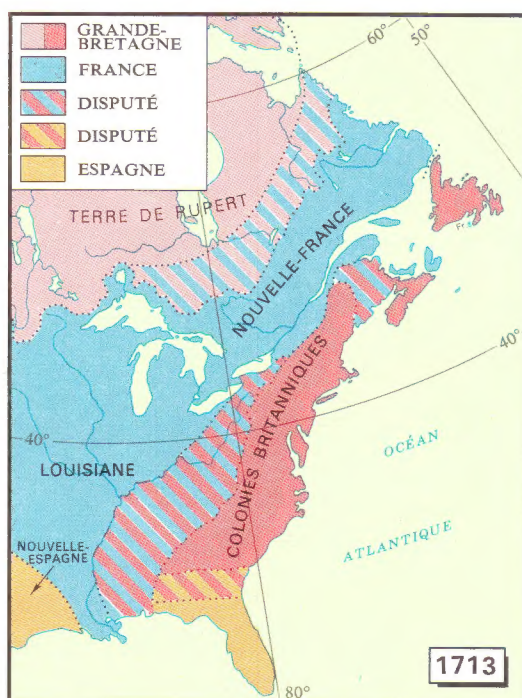 GRANDE-
BRETAGNE
FRANCE
DISPUTÉ
DISPUTÉ
ESPAGNE
60°
50°
TERRE DE RUPERT
NOUVELLE-FRANCE
Fr
40°
COLONIES BRITANNIQUES
40°
LOUISIANE
OCÉAN
ATLANTIQUE
NOUVELLE-
ESPAGNE
1713
80°